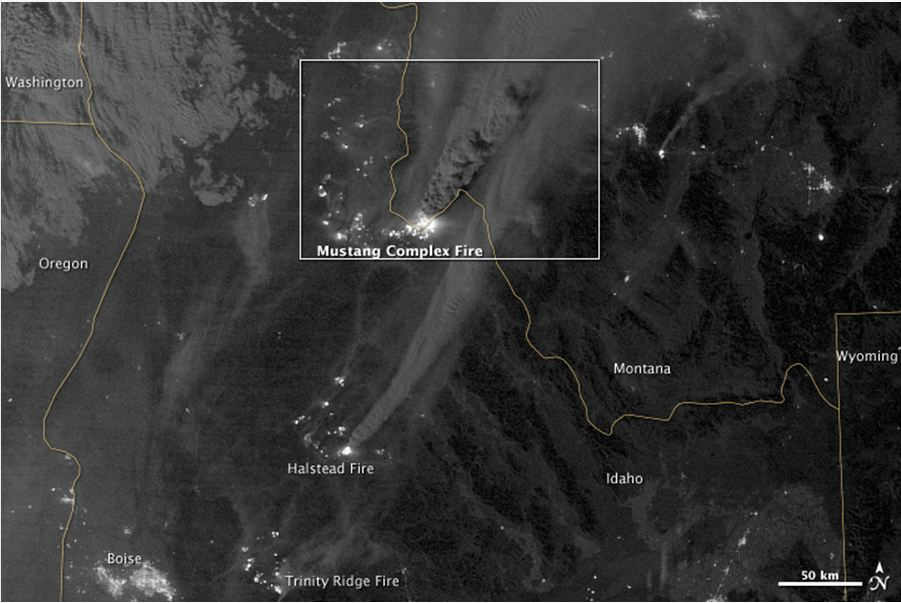 Washington
Mustang Complex Fire
Oregon
Wyoming
Montana
Halstead Fire
Idaho
Boise
Trinity Ridge Fire
50 km
N